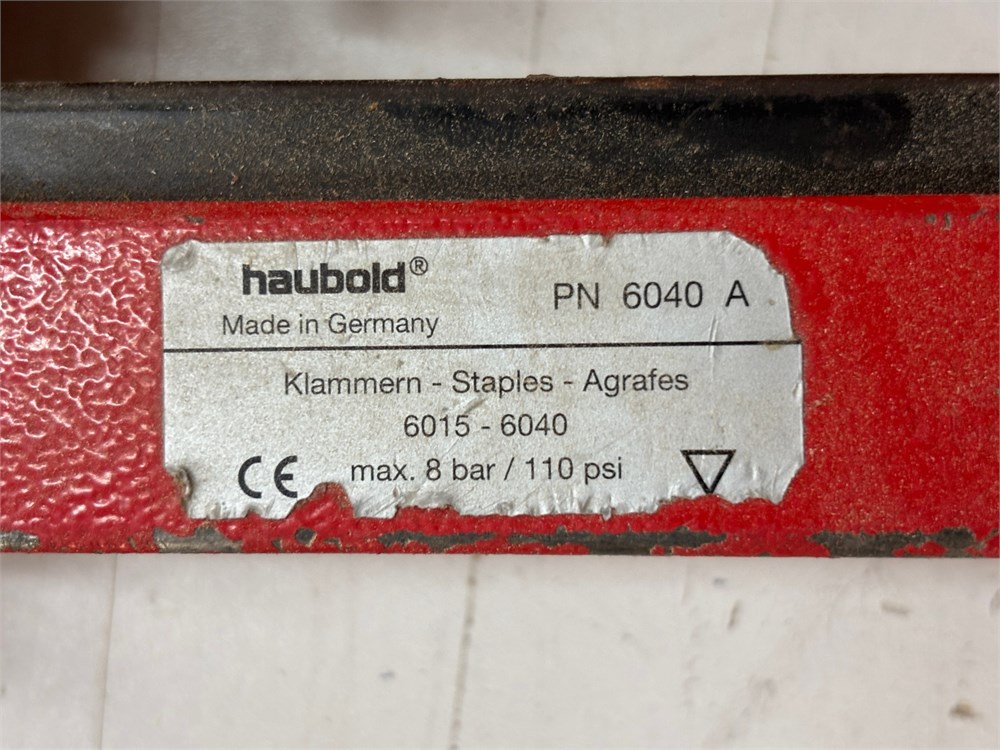 haubold®
PN 6040 A
Made in Germany
Klammern - Staples - Agrafes
6015 - 6040
CE max. 8 bar / 110 psi